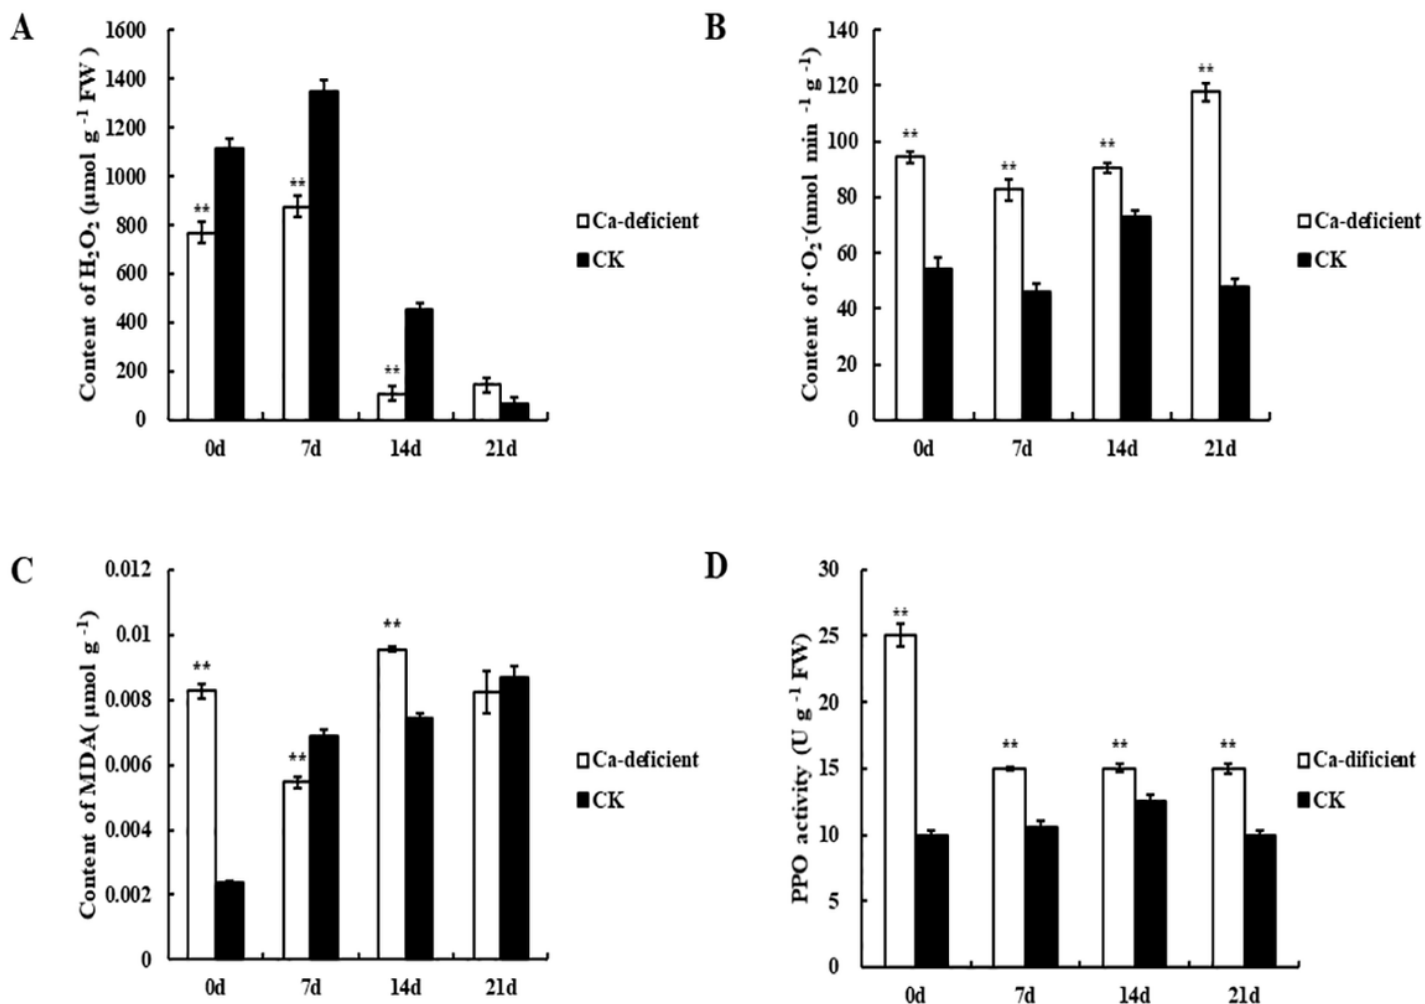 A
Content of H₂O₂ (µmol g⁻¹ FW )
1600
1400
1200
1000
800
600
400
200
0
**
**
**
0d 7d 14d 21d
Ca-deficient
CK
B
Content of ·O₂⁻(nmol min ⁻¹ g⁻¹)
140
120
100
80
60
40
20
0
**
**
**
**
0d 7d 14d 21d
Ca-deficient
CK
C
Content of MDA( µmol g⁻¹)
0.012
0.01
0.008
0.006
0.004
0.002
0
**
**
**
0d 7d 14d 21d
Ca-deficient
CK
D
PPO activity (U g⁻¹ FW)
30
25
20
15
10
5
0
**
**
**
**
0d 7d 14d 21d
Ca-dificient
CK